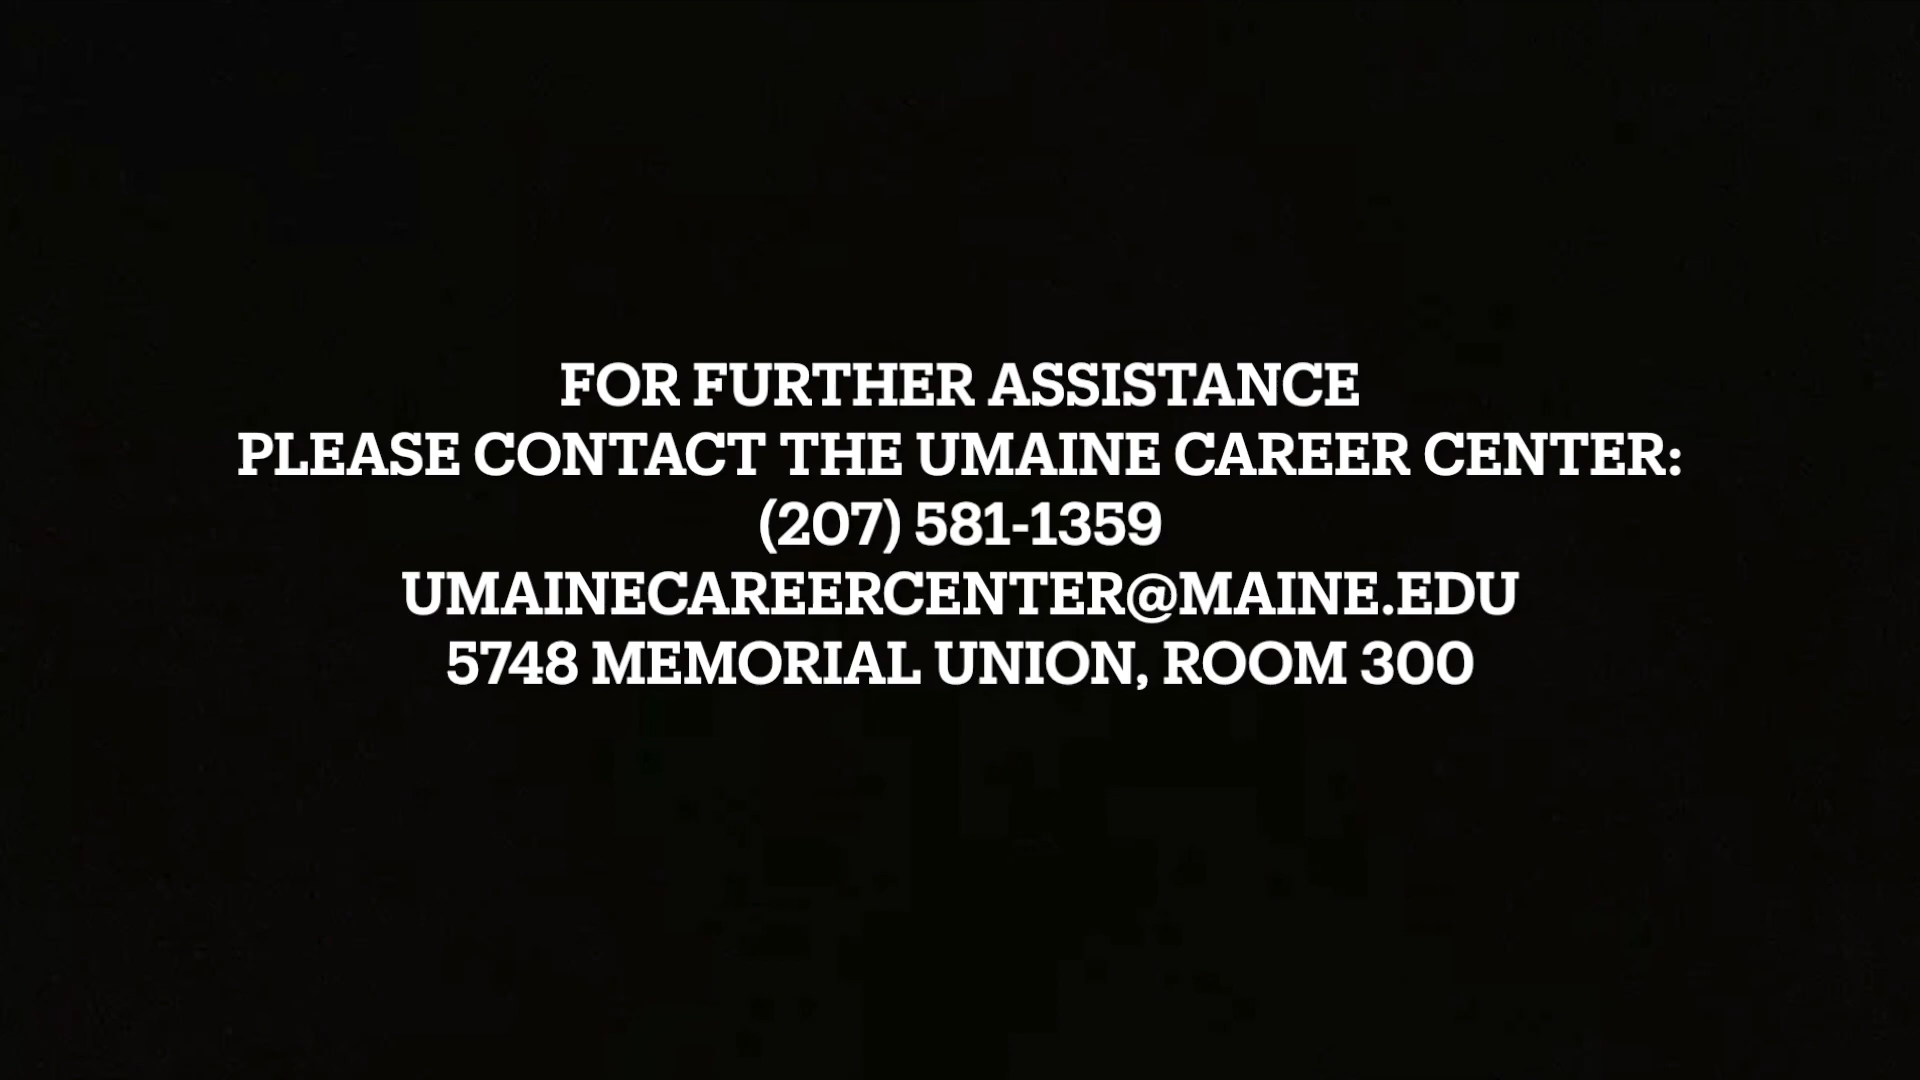 FOR FURTHER ASSISTANCE
PLEASE CONTACT THE UMAINE CAREER CENTER:
(207) 581-1359
UMAINECAREERCENTER@MAINE.EDU
5748 MEMORIAL UNION, ROOM 300